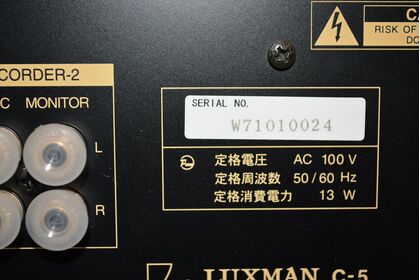 CA
RISK OF
DO
CORDER-2
C MONITOR
L
R
SERIAL NO.
W71010024
定格電圧 AC 100 V
定格周波数 50/60 Hz
定格消費電力 13 W
LUXMAN C-5